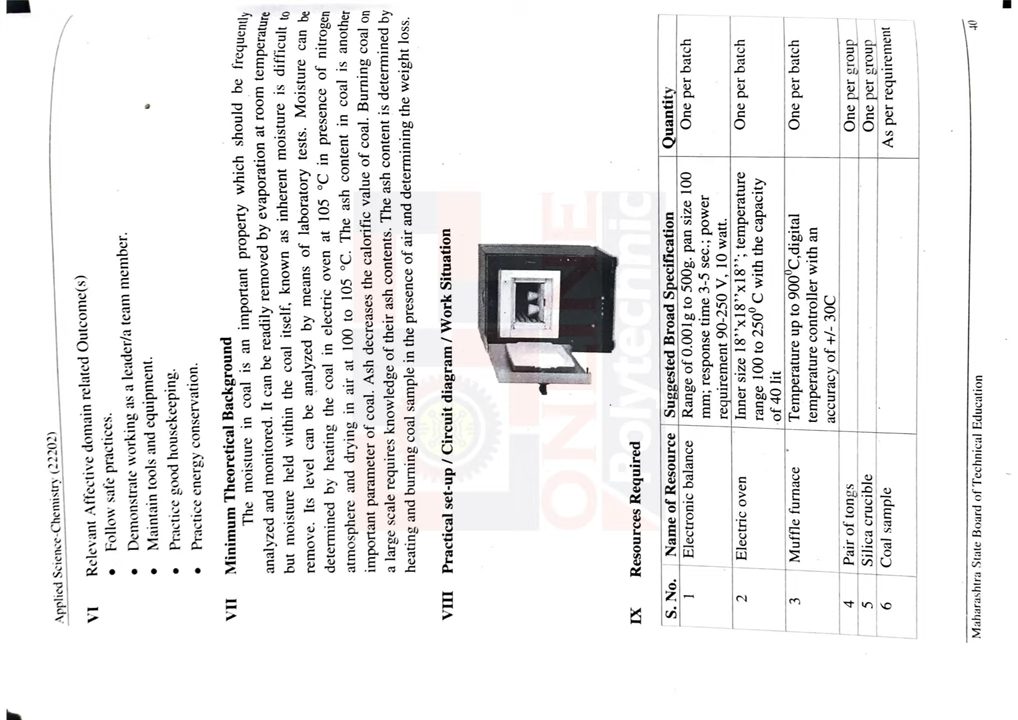 Applied Science-Chemistry (22202)
VI Relevant Affective domain related Outcome(s)
• Follow safe practices.
• Demonstrate working as a leader/a team member.
• Maintain tools and equipment.
• Practice good housekeeping.
• Practice energy conservation.
VII Minimum Theoretical Background
The moisture in coal is an important property which should be frequently
analyzed and monitored. It can be readily removed by evaporation at room temperature
but moisture held within the coal itself, known as inherent moisture is difficult to
remove. Its level can be analyzed by means of laboratory tests. Moisture can be
determined by heating the coal in electric oven at 105 °C in presence of nitrogen
atmosphere and drying in air at 100 to 105 °C. The ash content in coal is another
important parameter of coal. Ash decreases the calorific value of coal. Burning coal on
a large scale requires knowledge of their ash contents. The ash content is determined by
heating and burning coal sample in the presence of air and determining the weight loss.
VIII Practical set-up / Circuit diagram / Work Situation
ONLINE
Polytechnic
IX Resources Required
S. No. Name of Resource Suggested Broad Specification Quantity
1 Electronic balance Range of 0.001g to 500g. pan size 100 One per batch
mm; response time 3-5 sec.; power
requirement 90-250 V, 10 watt.
2 Electric oven Inner size 18''x18''x18''; temperature One per batch
range 100 to 250⁰ C with the capacity
of 40 lit
3 Muffle furnace Temperature up to 900⁰C,digital One per batch
temperature controller with an
accuracy of +/- 30C
4 Pair of tongs One per group
5 Silica crucible One per group
6 Coal sample As per requirement
Maharashtra State Board of Technical Education 40